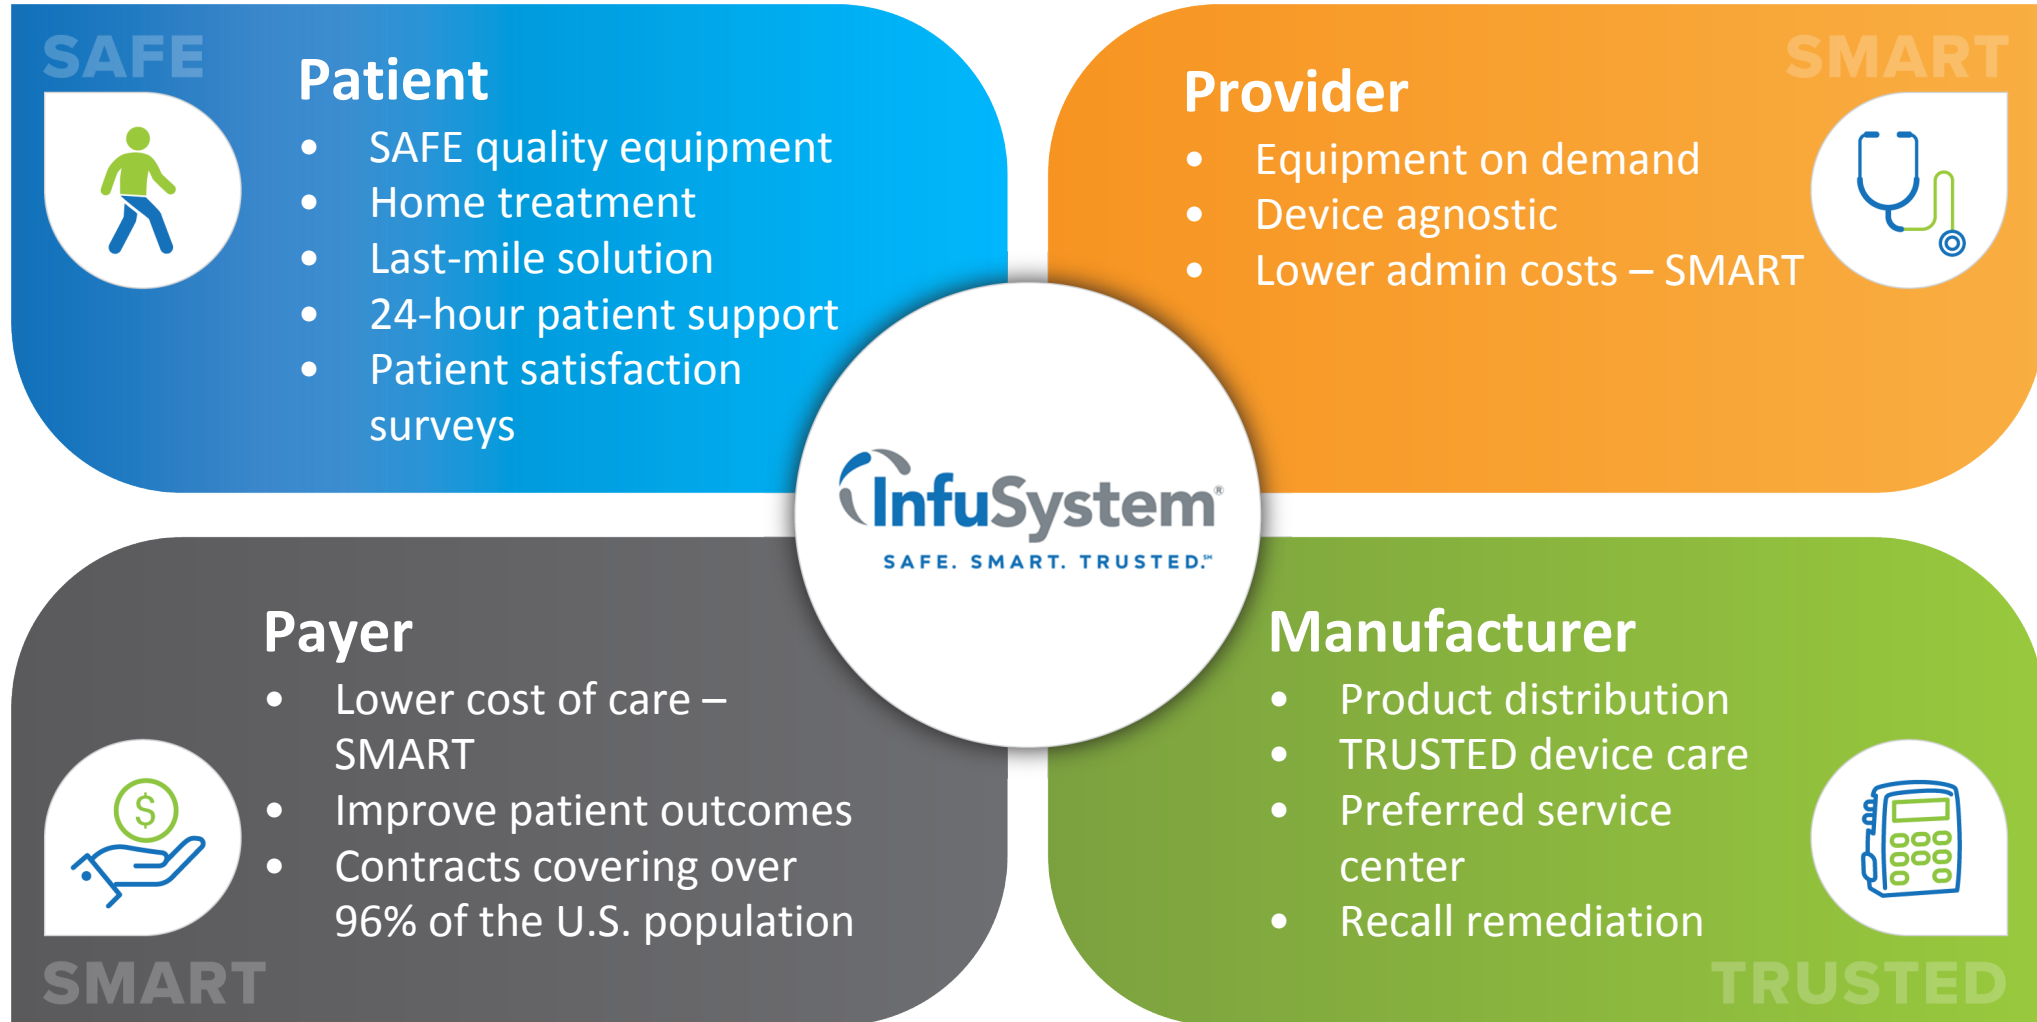 SAFE
Patient
• SAFE quality equipment
• Home treatment
• Last-mile solution
• 24-hour patient support
• Patient satisfaction
surveys
SMART
Provider
• Equipment on demand
• Device agnostic
• Lower admin costs – SMART
InfuSystem®
SAFE. SMART. TRUSTED.℠
Payer
• Lower cost of care –
SMART
• Improve patient outcomes
• Contracts covering over
96% of the U.S. population
$
SMART
Manufacturer
• Product distribution
• TRUSTED device care
• Preferred service
center
• Recall remediation
TRUSTED